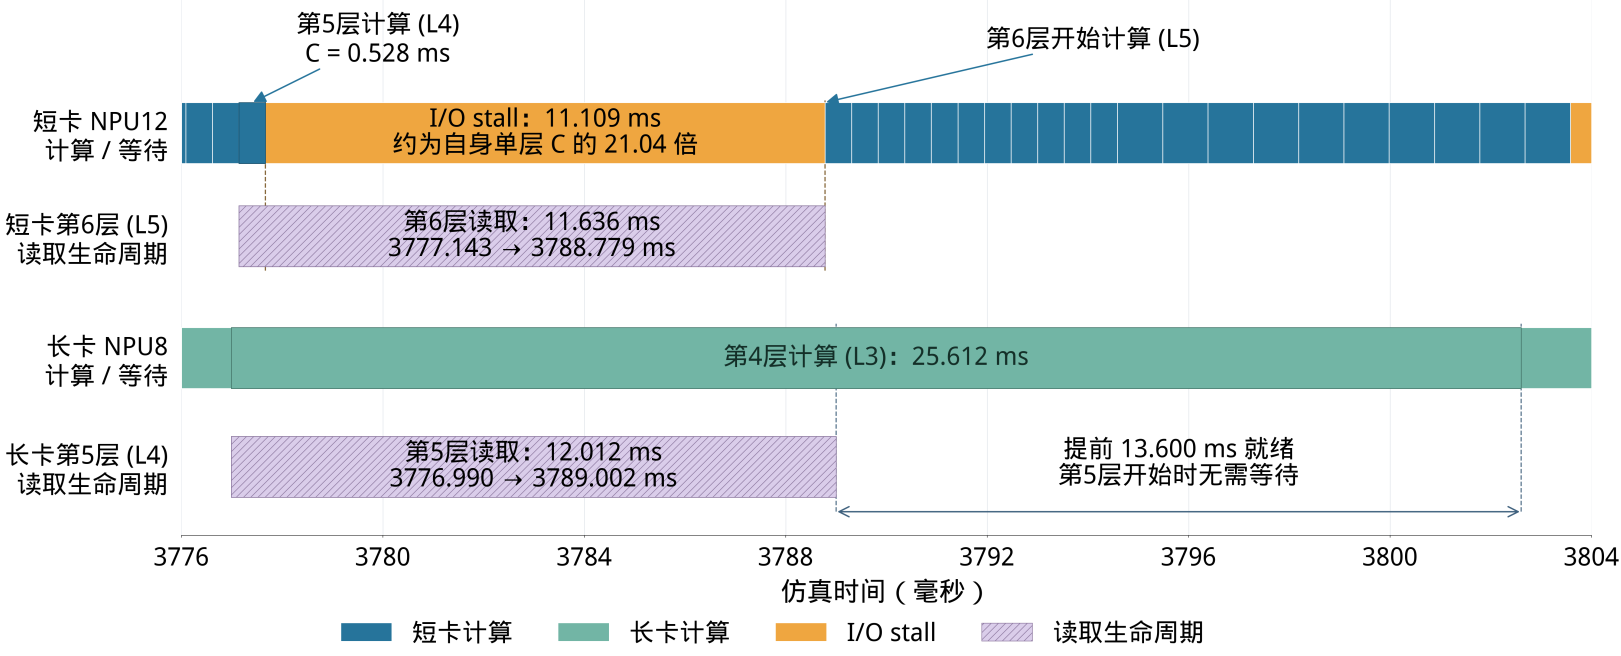 第5层计算 (L4)
C = 0.528 ms
第6层开始计算 (L5)
短卡 NPU12
计算 / 等待
I/O stall：11.109 ms
约为自身单层 C 的 21.04 倍
短卡第6层 (L5)
读取生命周期
第6层读取：11.636 ms
3777.143 → 3788.779 ms
长卡 NPU8
计算 / 等待
第4层计算 (L3)：25.612 ms
长卡第5层 (L4)
读取生命周期
第5层读取：12.012 ms
3776.990 → 3789.002 ms
提前 13.600 ms 就绪
第5层开始时无需等待
3776 3780 3784 3788 3792 3796 3800 3804
仿真时间（毫秒）
短卡计算 长卡计算 I/O stall 读取生命周期